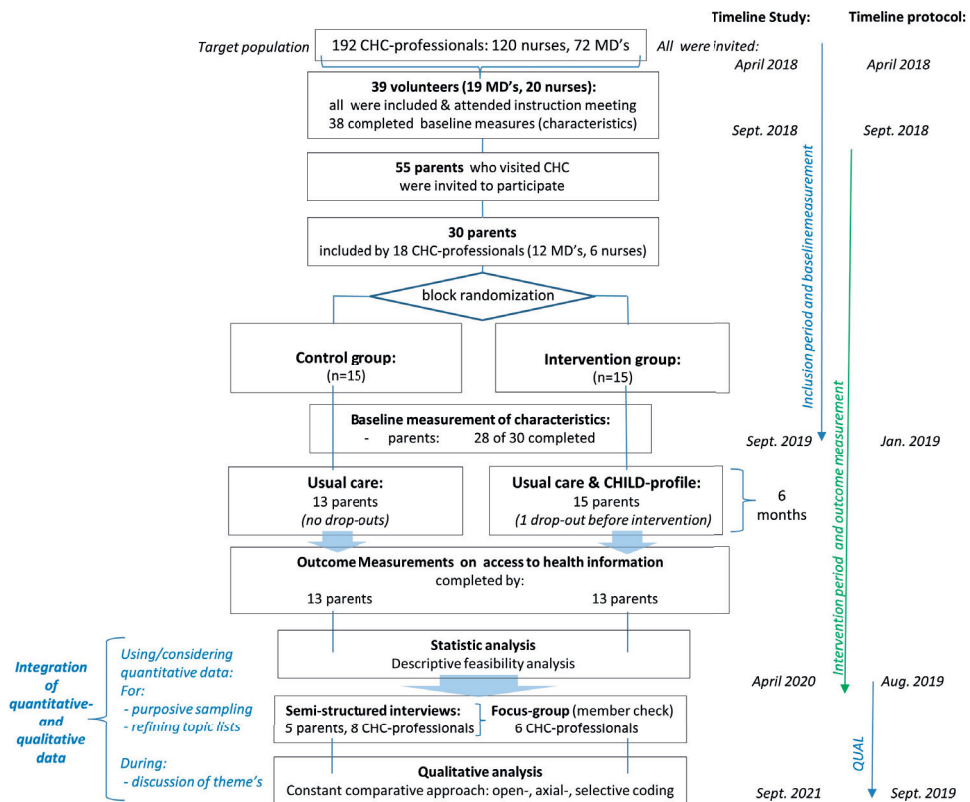 Timeline Study: Timeline protocol:
Target population 192 CHC-professionals: 120 nurses, 72 MD's All were invited:
April 2018 April 2018
39 volunteers (19 MD's, 20 nurses):
all were included & attended instruction meeting
38 completed baseline measures (characteristics)
Sept. 2018 Sept. 2018
55 parents who visited CHC
were invited to participate
30 parents
included by 18 CHC-professionals (12 MD's, 6 nurses)
block randomization
Control group:
(n=15)
Intervention group:
(n=15)
Inclusion period and baselinemeasurement
Baseline measurement of characteristics:
- parents: 28 of 30 completed
Sept. 2019 Jan. 2019
Usual care:
13 parents
(no drop-outs)
Usual care & CHILD-profile:
15 parents
(1 drop-out before intervention)
6
months
Intervention period and outcome measurement
Outcome Measurements on access to health information
completed by:
13 parents 13 parents
Statistic analysis
Descriptive feasibility analysis
Integration
of
quantitative-and
qualitative
data
Using/considering
quantitative data:
For:
- purposive sampling
- refining topic lists
During:
- discussion of theme's
April 2020 Aug. 2019
Semi-structured interviews:
5 parents, 8 CHC-professionals
Focus-group (member check)
6 CHC-professionals
QUAL
Qualitative analysis
Constant comparative approach: open-, axial-, selective coding
Sept. 2021 Sept. 2019